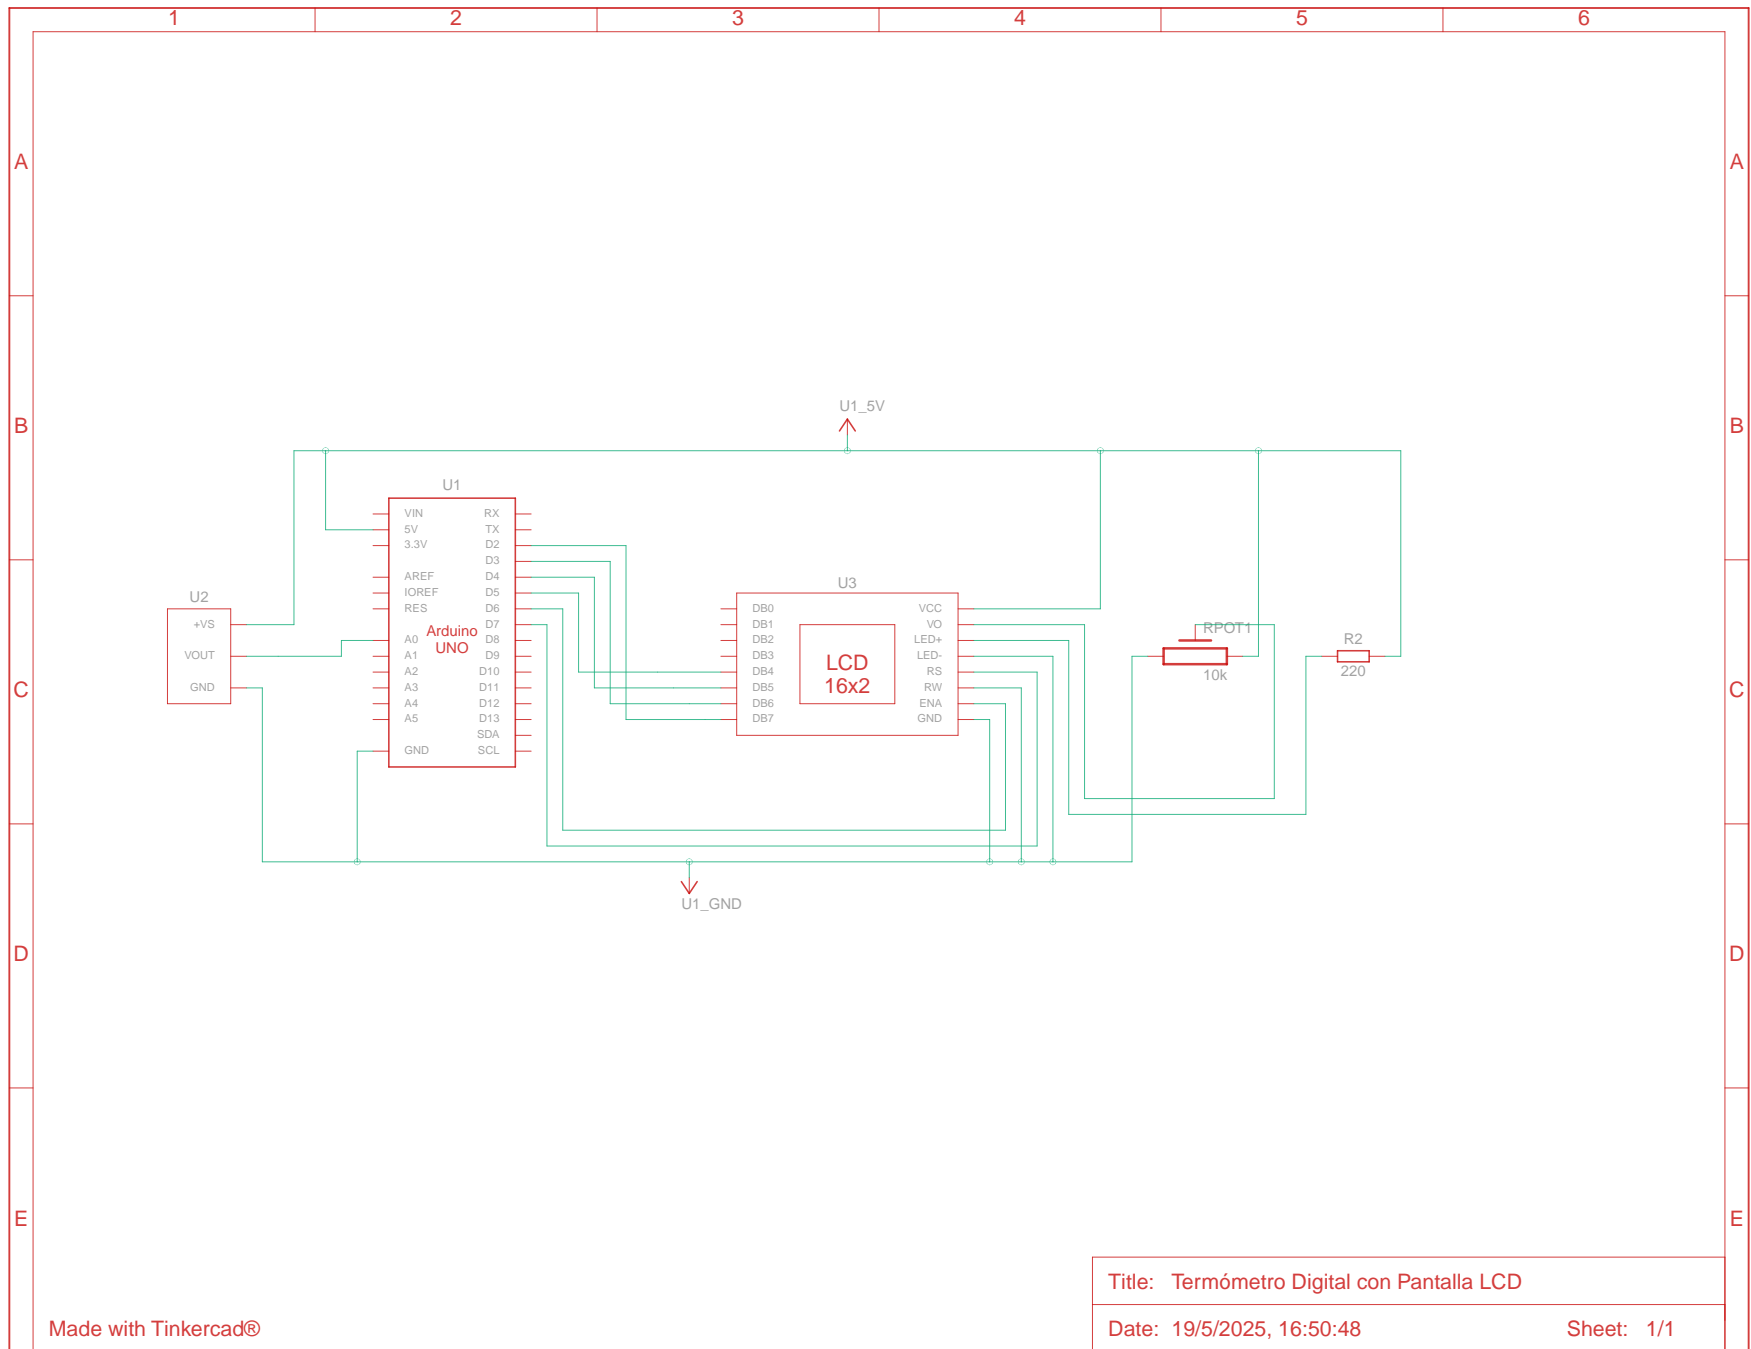 1 2 3 4 5 6
A A
B B
C C
D D
E E
U1_5V
U1
VIN RX
5V TX
3.3V D2
D3
AREF D4
IOREF D5
RES D6
D7
Arduino
UNO
A0 D8
A1 D9
A2 D10
A3 D11
A4 D12
A5 D13
SDA
GND SCL
U2
+VS
VOUT
GND
U3
DB0 VCC
DB1 VO
DB2 LED+
DB3 LED-
DB4 RS
DB5 RW
DB6 ENA
DB7 GND
LCD
16x2
RPOT1
10k
R2
220
U1_GND
Title: Termómetro Digital con Pantalla LCD
Made with Tinkercad®
Date: 19/5/2025, 16:50:48 Sheet: 1/1